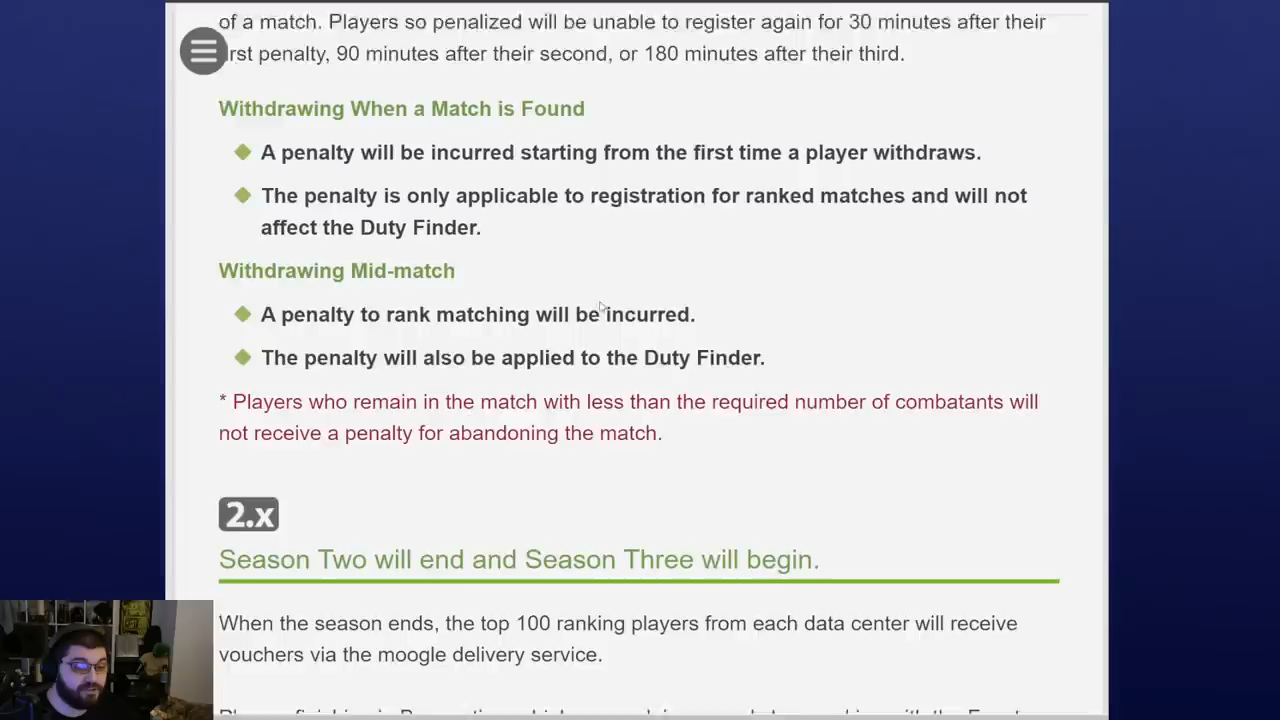 of a match. Players so penalized will be unable to register again for 30 minutes after their
rst penalty, 90 minutes after their second, or 180 minutes after their third.
Withdrawing When a Match is Found
A penalty will be incurred starting from the first time a player withdraws.
The penalty is only applicable to registration for ranked matches and will not
affect the Duty Finder.
Withdrawing Mid-match
A penalty to rank matching will be incurred.
The penalty will also be applied to the Duty Finder.
* Players who remain in the match with less than the required number of combatants will
not receive a penalty for abandoning the match.
2.x
Season Two will end and Season Three will begin.
When the season ends, the top 100 ranking players from each data center will receive
vouchers via the moogle delivery service.